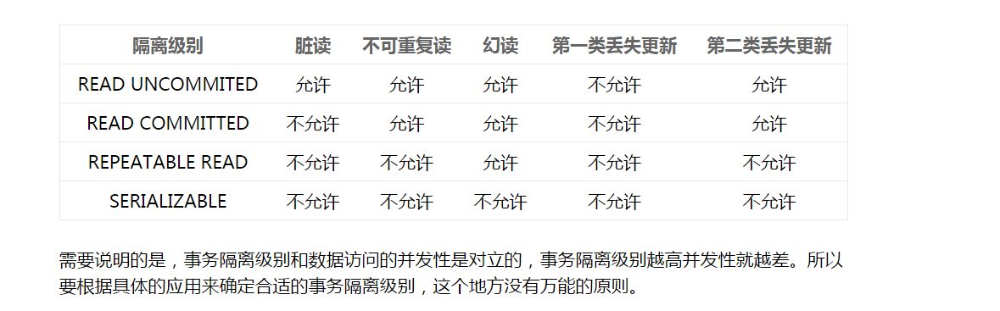 隔离级别 脏读 不可重复读 幻读 第一类丢失更新 第二类丢失更新
READ UNCOMMITED 允许 允许 允许 不允许 允许
READ COMMITTED 不允许 允许 允许 不允许 允许
REPEATABLE READ 不允许 不允许 允许 不允许 不允许
SERIALIZABLE 不允许 不允许 不允许 不允许 不允许
需要说明的是，事务隔离级别和数据访问的并发性是对立的，事务隔离级别越高并发性就越差。所以
要根据具体的应用来确定合适的事务隔离级别，这个地方没有万能的原则。